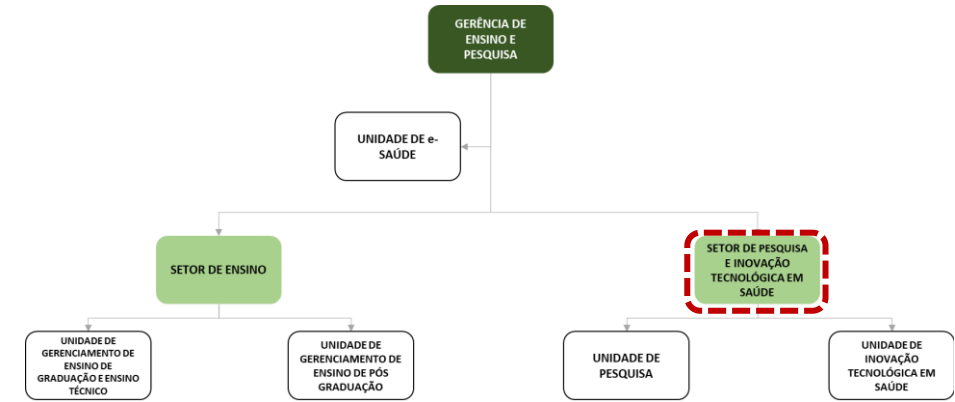 GERÊNCIA DE
ENSINO E
PESQUISA
UNIDADE DE e-
SAÚDE
SETOR DE ENSINO
SETOR DE PESQUISA
E INOVAÇÃO
TECNOLÓGICA EM
SAÚDE
UNIDADE DE
GERENCIAMENTO DE
ENSINO DE
GRADUAÇÃO E ENSINO
TÉCNICO
UNIDADE DE
GERENCIAMENTO DE
ENSINO DE PÓS
GRADUAÇÃO
UNIDADE DE
PESQUISA
UNIDADE DE
INOVAÇÃO
TECNOLÓGICA EM
SAÚDE